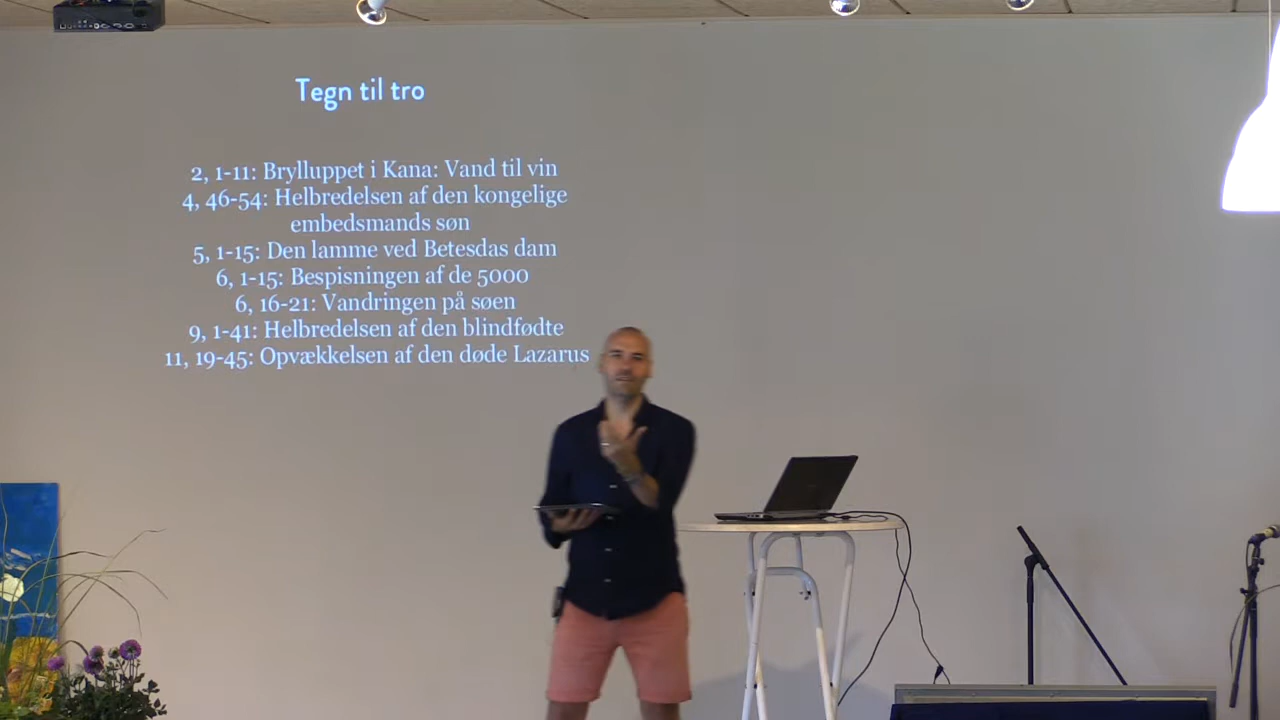 Tegn til tro
2, 1-11: Brylluppet i Kana: Vand til vin
4, 46-54: Helbredelsen af den kongelige
embedsmands søn
5, 1-15: Den lamme ved Betesdas dam
6, 1-15: Bespisningen af de 5000
6, 16-21: Vandringen på søen
9, 1-41: Helbredelsen af den blindfødte
11, 19-45: Opvækkelsen af den døde Lazarus